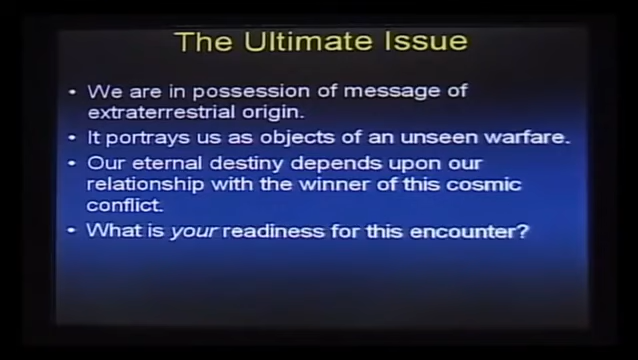 The Ultimate Issue
• We are in possession of message of
extraterrestrial origin.
• It portrays us as objects of an unseen warfare.
• Our eternal destiny depends upon our
relationship with the winner of this cosmic
conflict.
• What is your readiness for this encounter?